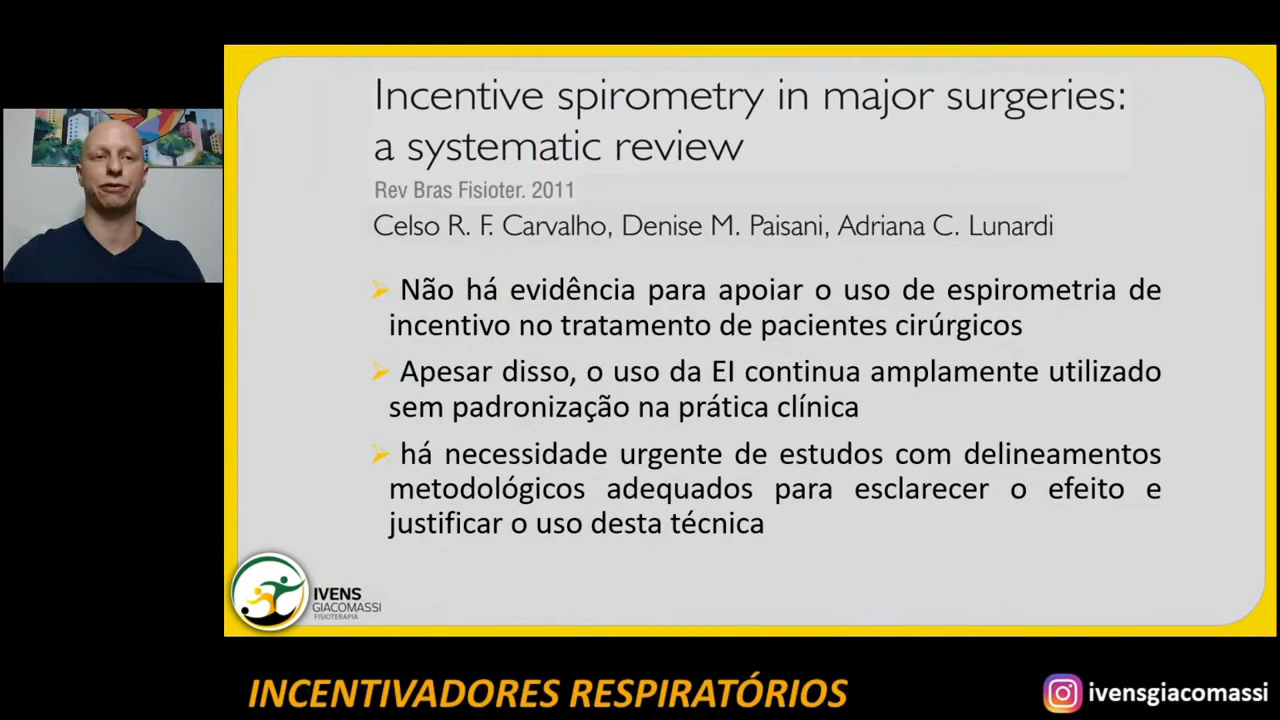 Incentive spirometry in major surgeries:
a systematic review
Rev Bras Fisioter. 2011
Celso R. F. Carvalho, Denise M. Paisani, Adriana C. Lunardi
Não há evidência para apoiar o uso de espirometria de
incentivo no tratamento de pacientes cirúrgicos
Apesar disso, o uso da EI continua amplamente utilizado
sem padronização na prática clínica
há necessidade urgente de estudos com delineamentos
metodológicos adequados para esclarecer o efeito e
justificar o uso desta técnica
IVENS
GIACOMASSI
FISIOTERAPIA
INCENTIVADORES RESPIRATÓRIOS
ivensgiacomassi